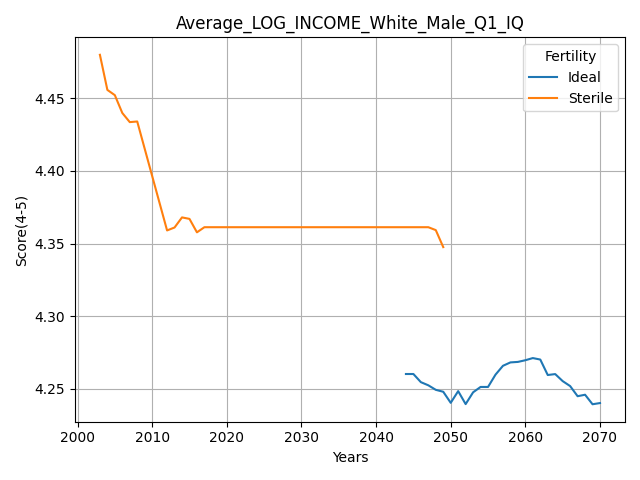 Average_LOG_INCOME_White_Male_Q1_IQ
Fertility
Ideal
Sterile
Score(4-5)
4.45
4.40
4.35
4.30
4.25
2000 2010 2020 2030 2040 2050 2060 2070
Years